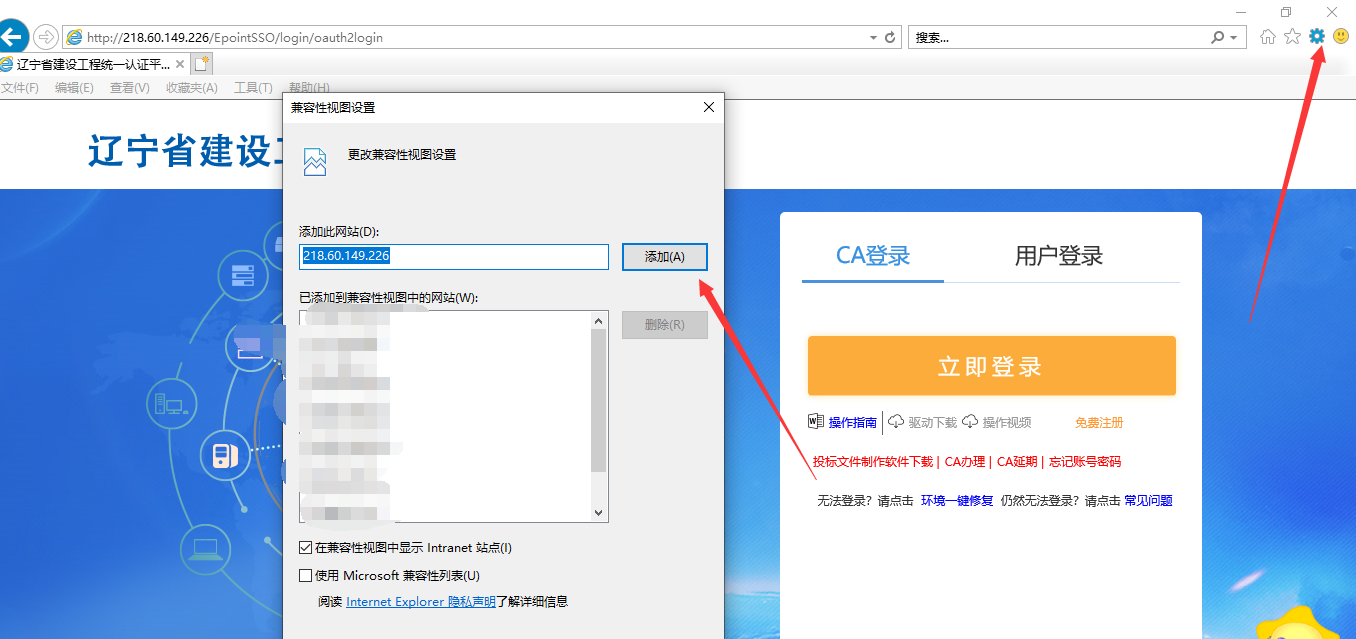 http://218.60.149.226/EpointSSO/login/oauth2login
搜索...
辽宁省建设工程统一认证平...
文件(F) 编辑(E) 查看(V) 收藏夹(A) 工具(T) 帮助(H)
兼容性视图设置
辽宁省建设工
更改兼容性视图设置
添加此网站(D):
218.60.149.226
添加(A)
已添加到兼容性视图中的网站(W):
删除(R)
在兼容性视图中显示 Intranet 站点(I)
使用 Microsoft 兼容性列表(U)
阅读 Internet Explorer 隐私声明了解详细信息
CA登录 用户登录
立即登录
操作指南 驱动下载 操作视频 免费注册
投标文件制作软件下载 | CA办理 | CA延期 | 忘记账号密码
无法登录？请点击 环境一键修复 仍然无法登录？请点击 常见问题